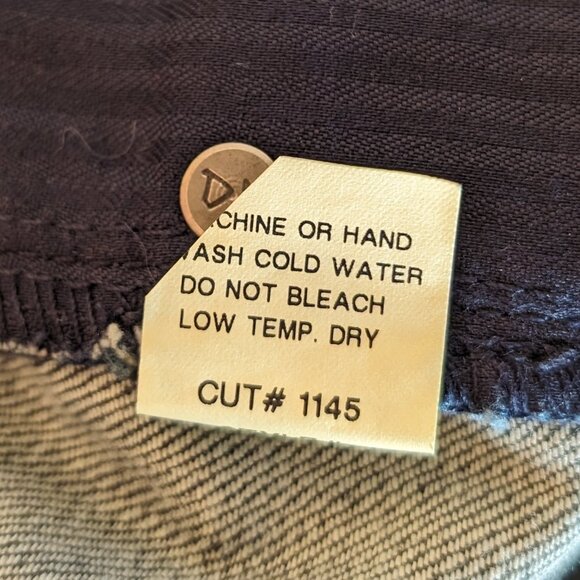 CHINE OR HAND
ASH COLD WATER
DO NOT BLEACH
LOW TEMP. DRY
CUT# 1145